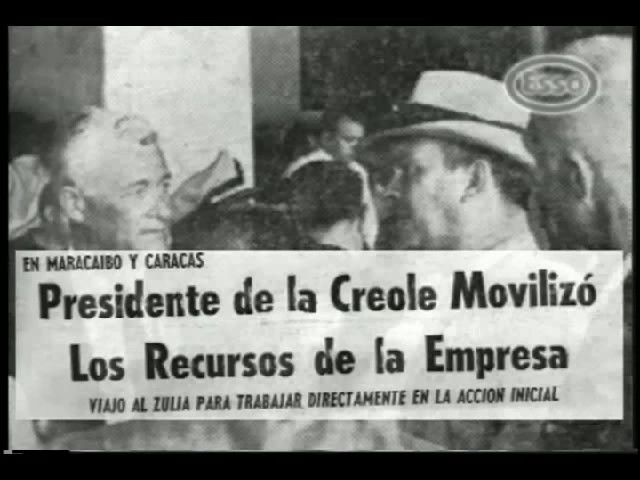 Esso
EN MARACAIBO Y CARACAS
Presidente de la Creole Movilizó
Los Recursos de la Empresa
VIAJO AL ZULIA PARA TRABAJAR DIRECTAMENTE EN LA ACCION INICIAL